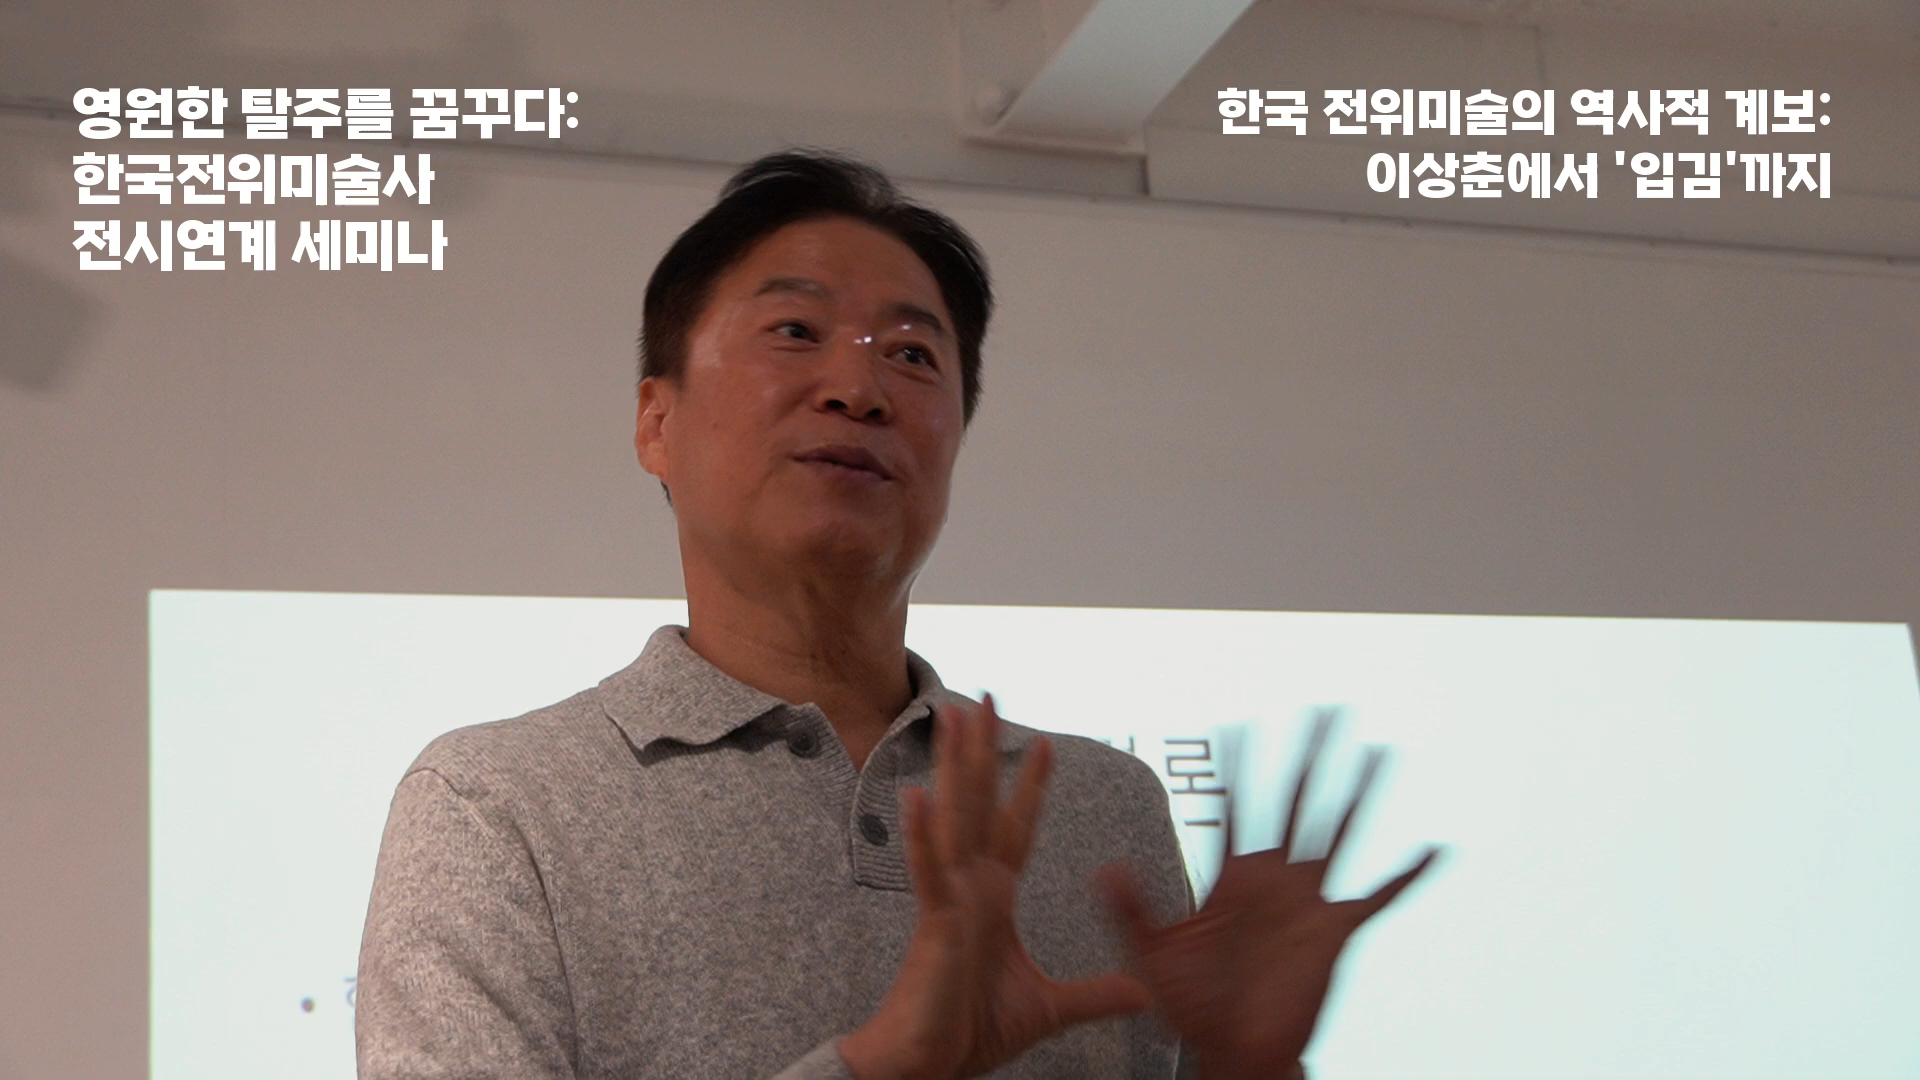 영원한 탈주를 꿈꾸다:
한국전위미술사
전시연계 세미나
한국 전위미술의 역사적 계보:
이상춘에서 '입김'까지